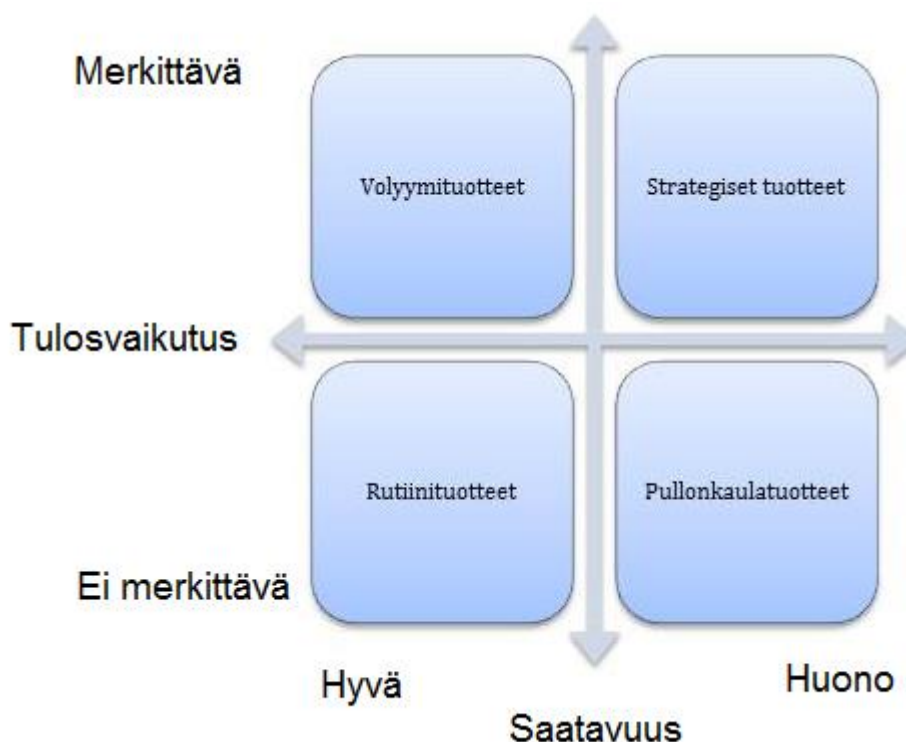 Merkittävä
Volyymituotteet
Strategiset tuotteet
Tulosvaikutus
Rutiinituotteet
Pullonkaulatuotteet
Ei merkittävä
Hyvä
Huono
Saatavuus